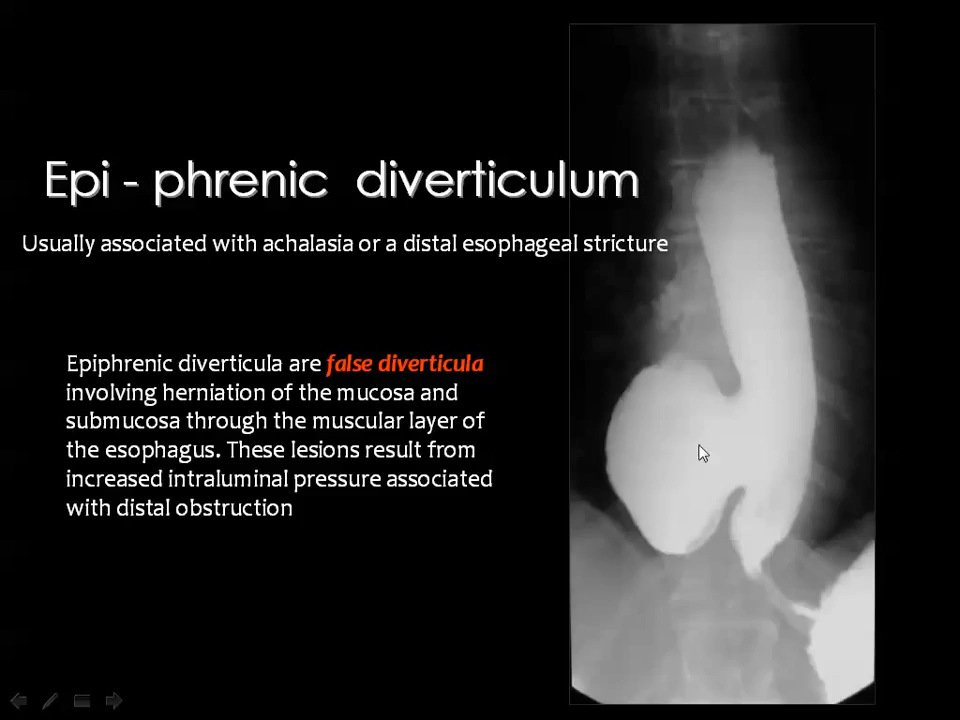 Epi - phrenic diverticulum
Usually associated with achalasia or a distal esophageal stricture
Epiphrenic diverticula are false diverticula
involving herniation of the mucosa and
submucosa through the muscular layer of
the esophagus. These lesions result from
increased intraluminal pressure associated
with distal obstruction